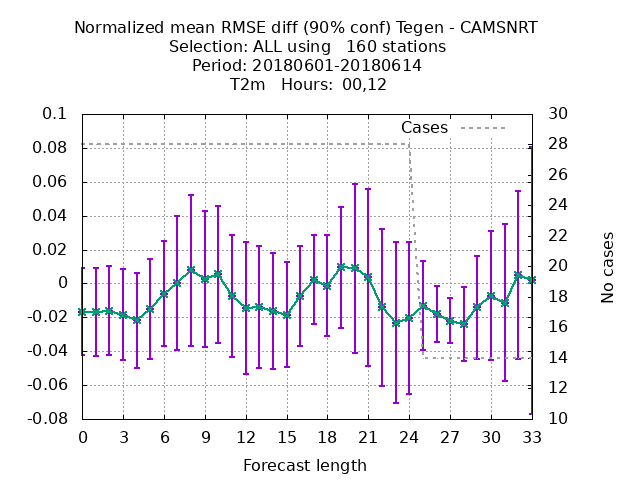 Normalized mean RMSE diff (90% conf) Tegen - CAMSNRT
Selection: ALL using   160 stations
Period: 20180601-20180614
T2m   Hours: 00,12
Cases
0.1
0.08
0.06
0.04
0.02
0
-0.02
-0.04
-0.06
-0.08
30
28
26
24
22
20
18
16
14
12
10
No cases
0 3 6 9 12 15 18 21 24 27 30 33
Forecast length